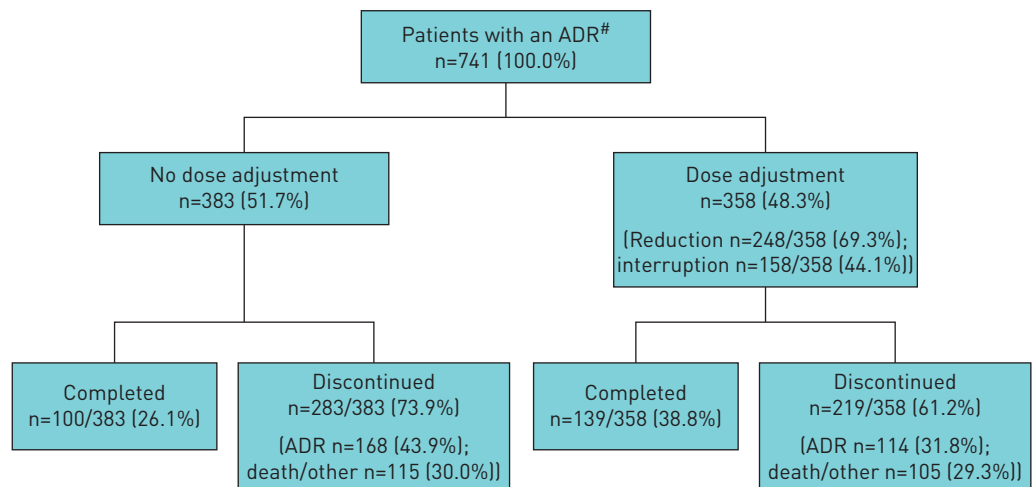 Patients with an ADR#
n=741 (100.0%)
No dose adjustment
n=383 (51.7%)
Dose adjustment
n=358 (48.3%)
(Reduction n=248/358 (69.3%);
interruption n=158/358 (44.1%))
Completed
n=100/383 (26.1%)
Discontinued
n=283/383 (73.9%)
(ADR n=168 (43.9%);
death/other n=115 (30.0%))
Completed
n=139/358 (38.8%)
Discontinued
n=219/358 (61.2%)
(ADR n=114 (31.8%);
death/other n=105 (29.3%))